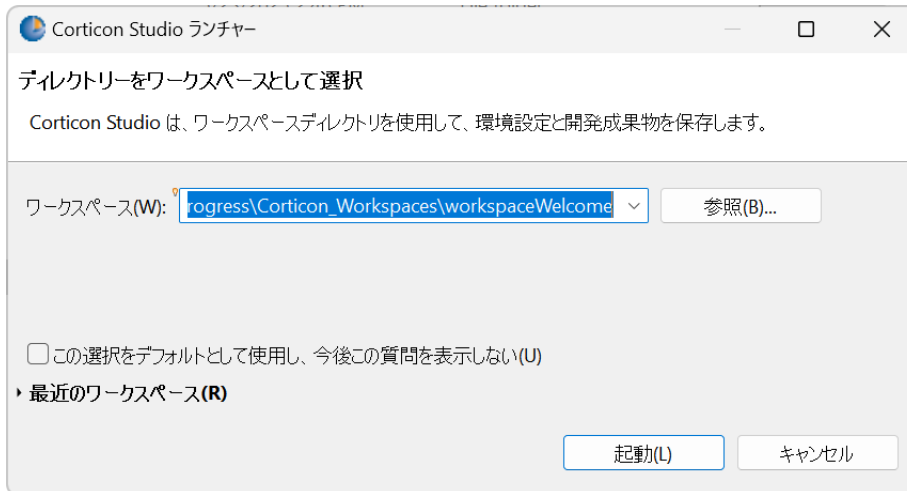 Corticon Studio ランチャー
ディレクトリーをワークスペースとして選択
Corticon Studio は、ワークスペースディレクトリを使用して、環境設定と開発成果物を保存します。
ワークスペース(W): rogress\Corticon_Workspaces\workspaceWelcome 参照(B)...
この選択をデフォルトとして使用し、今後この質問を表示しない(U)
最近のワークスペース(R)
起動(L) キャンセル